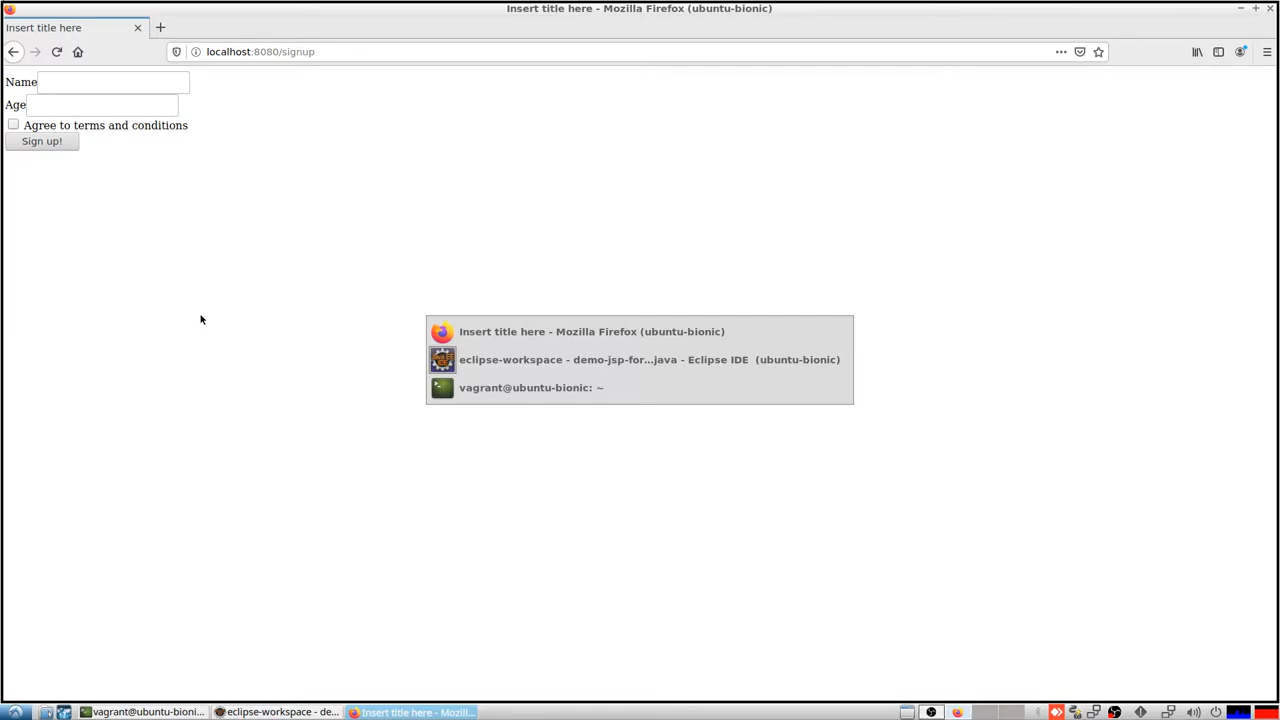 Insert title here - Mozilla Firefox (ubuntu-bionic)
Insert title here
localhost:8080/signup
Name
Age
Agree to terms and conditions
Sign up!
Insert title here - Mozilla Firefox (ubuntu-bionic)
eclipse-workspace - demo-jsp-for...java - Eclipse IDE (ubuntu-bionic)
vagrant@ubuntu-bionic: ~
vagrant@ubuntu-bioni... eclipse-workspace - de... Insert title here - Mozill...